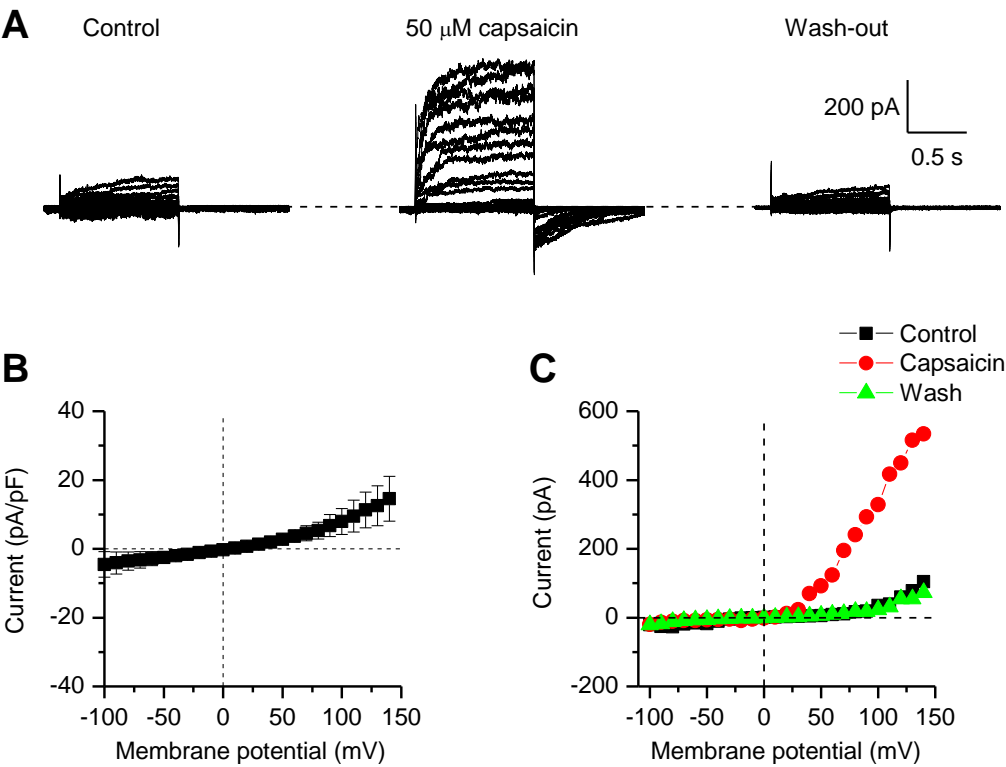 A
Control
50 μM capsaicin
Wash-out
200 pA
0.5 s
B
40
20
0
-20
-40
-100 -50 0 50 100 150
Current (pA/pF)
Membrane potential (mV)
C
Control
Capsaicin
Wash
600
400
200
0
-200
-100 -50 0 50 100 150
Current (pA)
Membrane potential (mV)